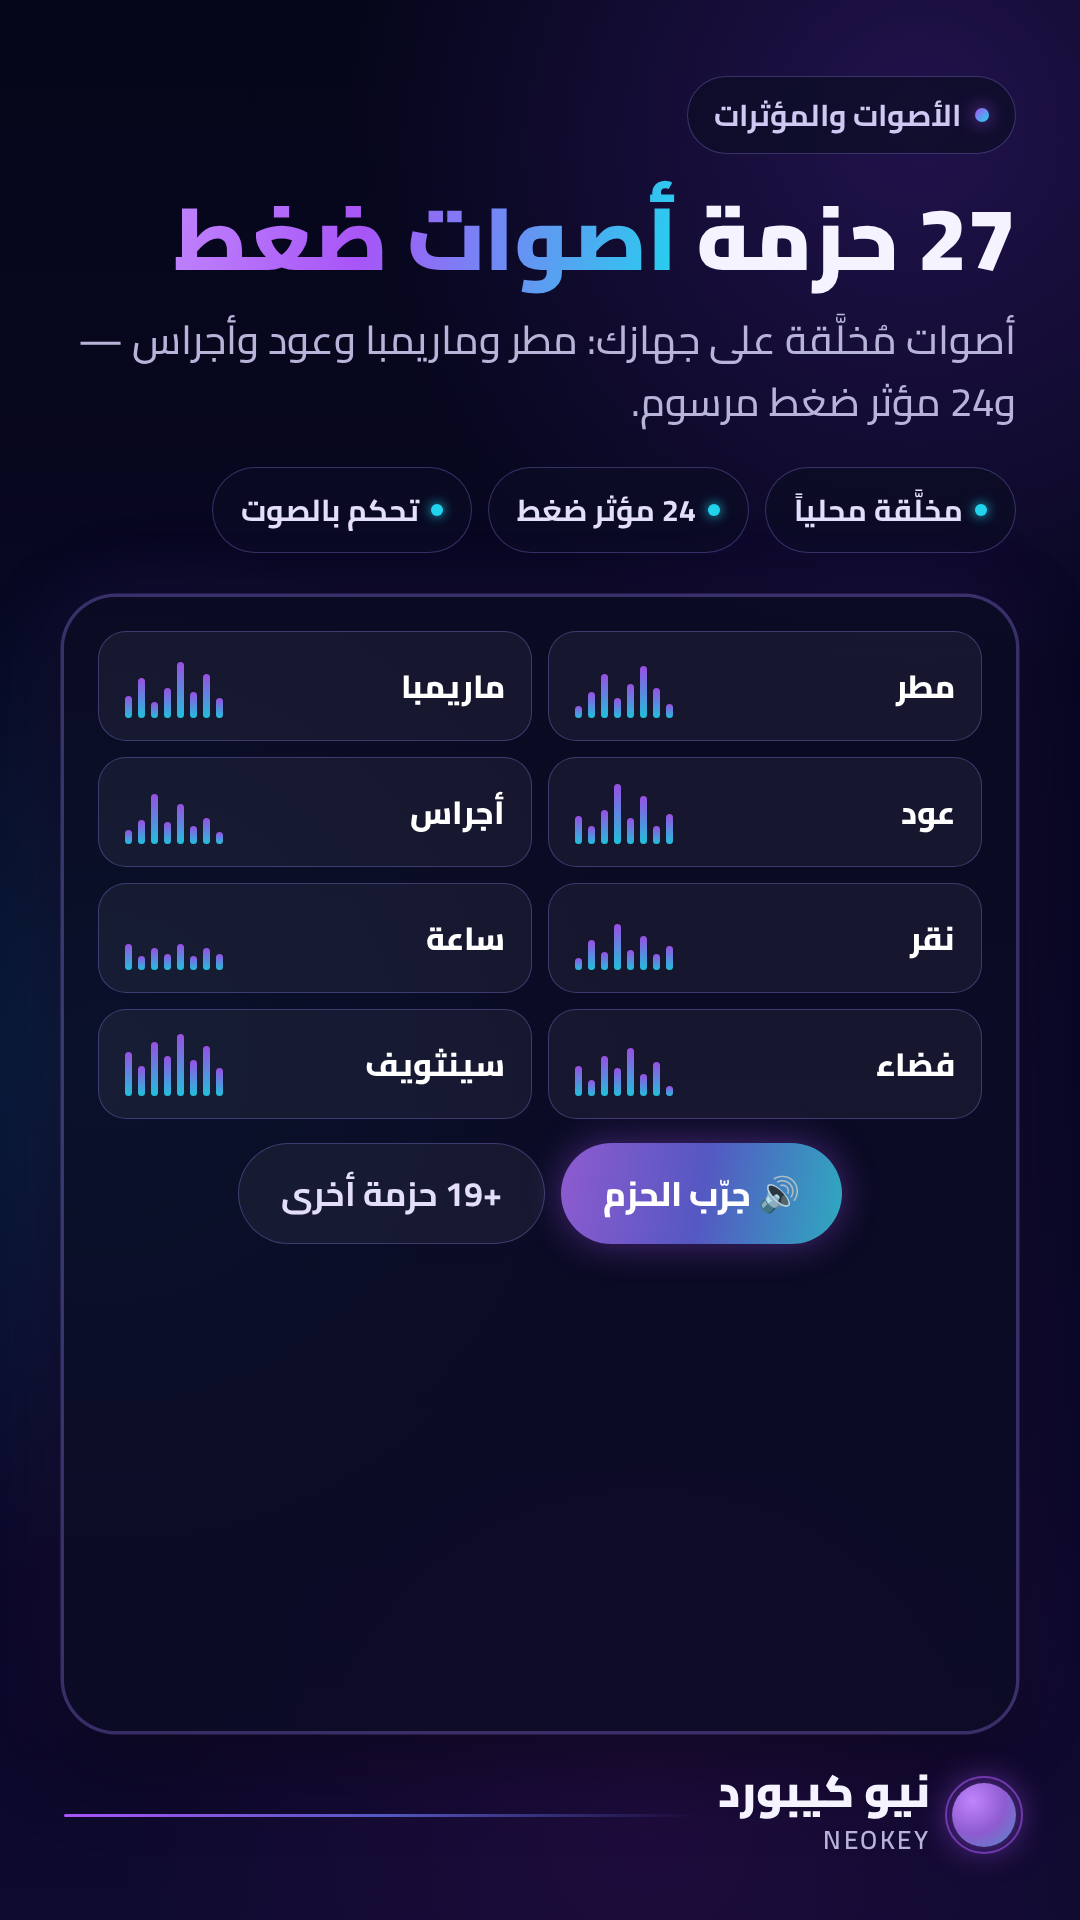 الأصوات والمؤثرات
27 حزمة أصوات ضغط
أصوات مُخلَّقة على جهازك: مطر وماريمبا وعود وأجراس —
و24 مؤثر ضغط مرسوم.
مخلَّقة محلياً
24 مؤثر ضغط
تحكم بالصوت
مطر
ماريمبا
عود
أجراس
نقر
ساعة
فضاء
سينثويف
🔊 جرّب الحزم
+19 حزمة أخرى
نيو كيبورد
NEOKEY